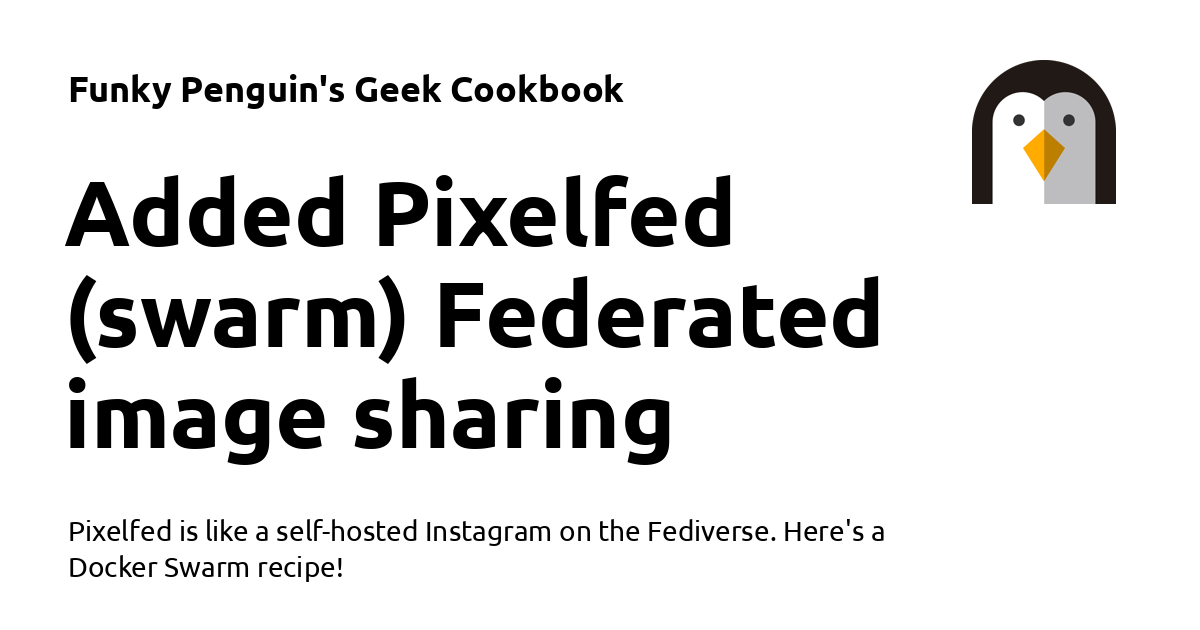 Funky Penguin's Geek Cookbook
Added Pixelfed
(swarm) Federated
image sharing
Pixelfed is like a self-hosted Instagram on the Fediverse. Here's a
Docker Swarm recipe!